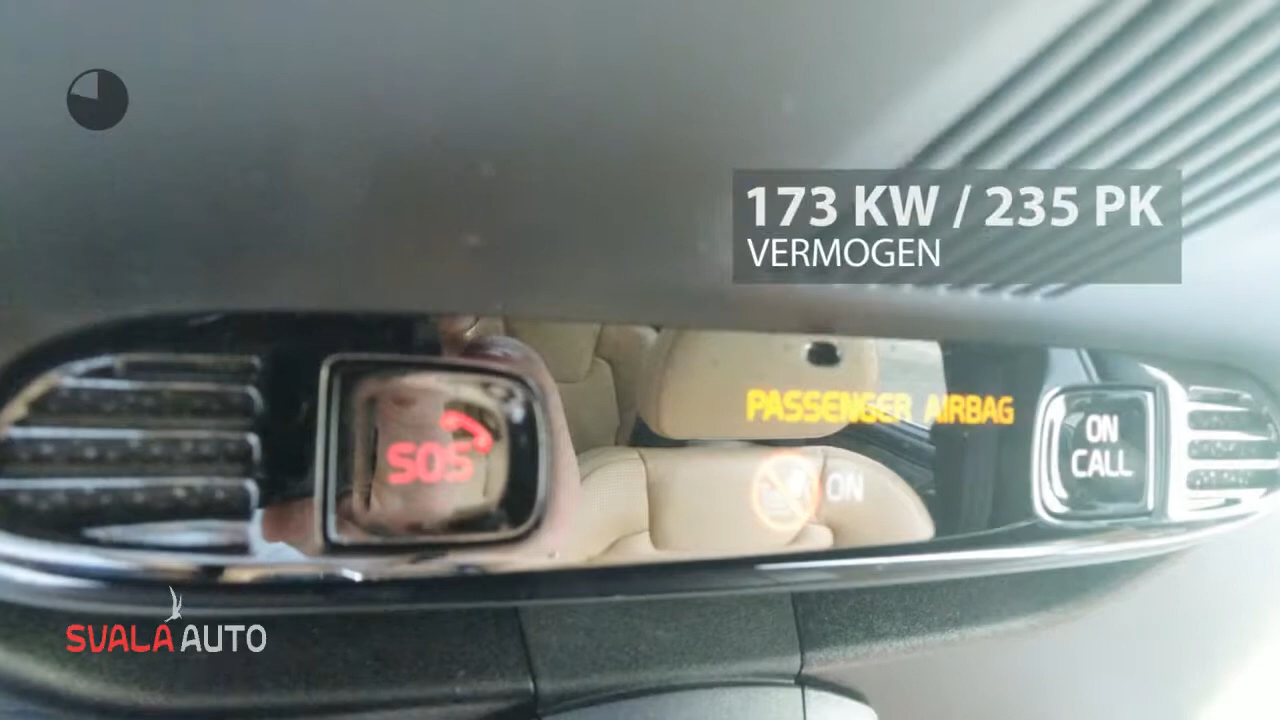 173 KW / 235 PK
VERMOGEN
PASSENGER AIRBAG
SOS
ON
ON
CALL
SVALA AUTO